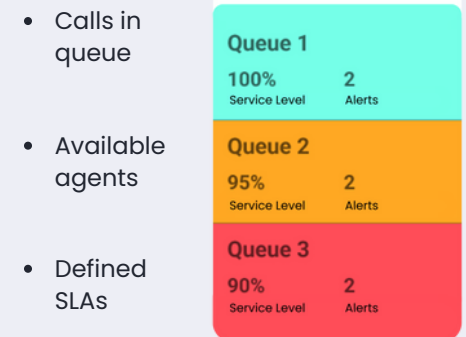 Calls in
queue
Available
agents
Defined
SLAs
Queue 1
100% 2
Service Level Alerts
Queue 2
95% 2
Service Level Alerts
Queue 3
90% 2
Service Level Alerts